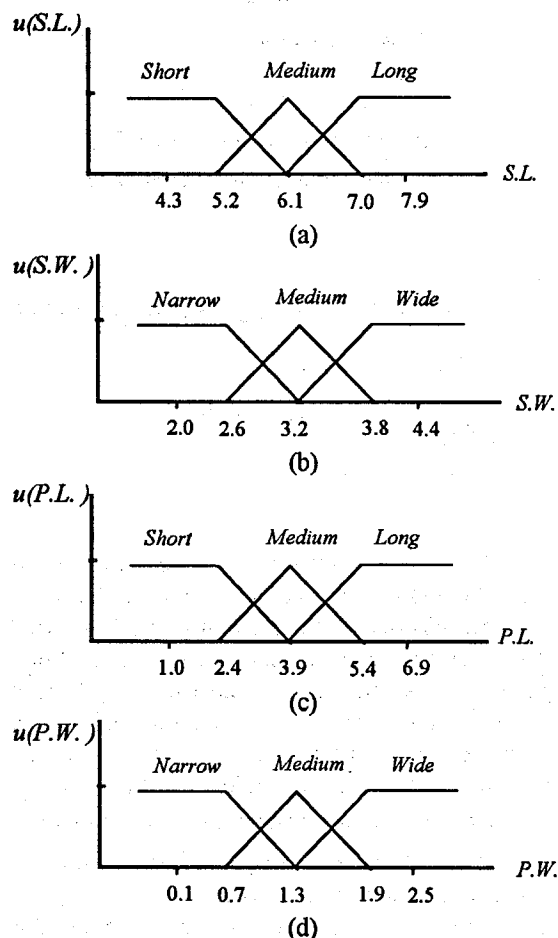 u(S.L.)
Short Medium Long
S.L.
4.3 5.2 6.1 7.0 7.9
(a)
u(S.W. )
Narrow Medium Wide
S.W.
2.0 2.6 3.2 3.8 4.4
(b)
u(P.L. )
Short Medium Long
P.L.
1.0 2.4 3.9 5.4 6.9
(c)
u(P.W. )
Narrow Medium Wide
P.W.
0.1 0.7 1.3 1.9 2.5
(d)